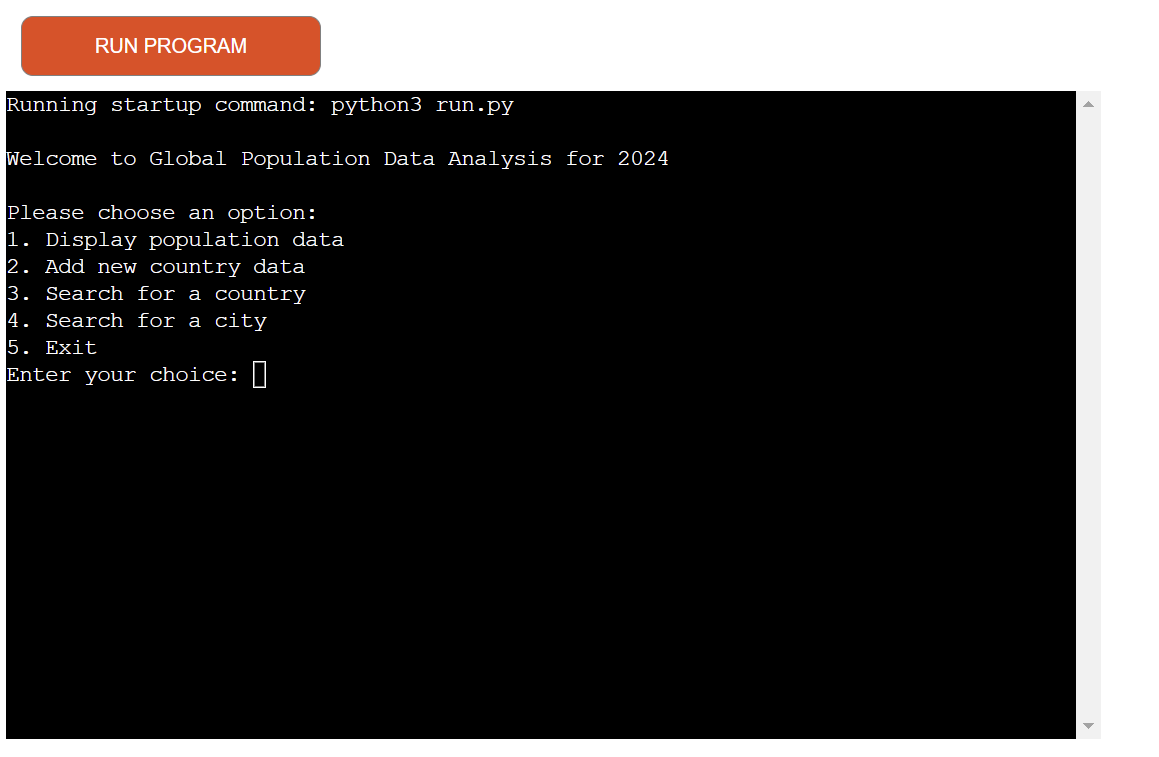 RUN PROGRAM
Running startup command: python3 run.py
Welcome to Global Population Data Analysis for 2024
Please choose an option:
1. Display population data
2. Add new country data
3. Search for a country
4. Search for a city
5. Exit
Enter your choice: